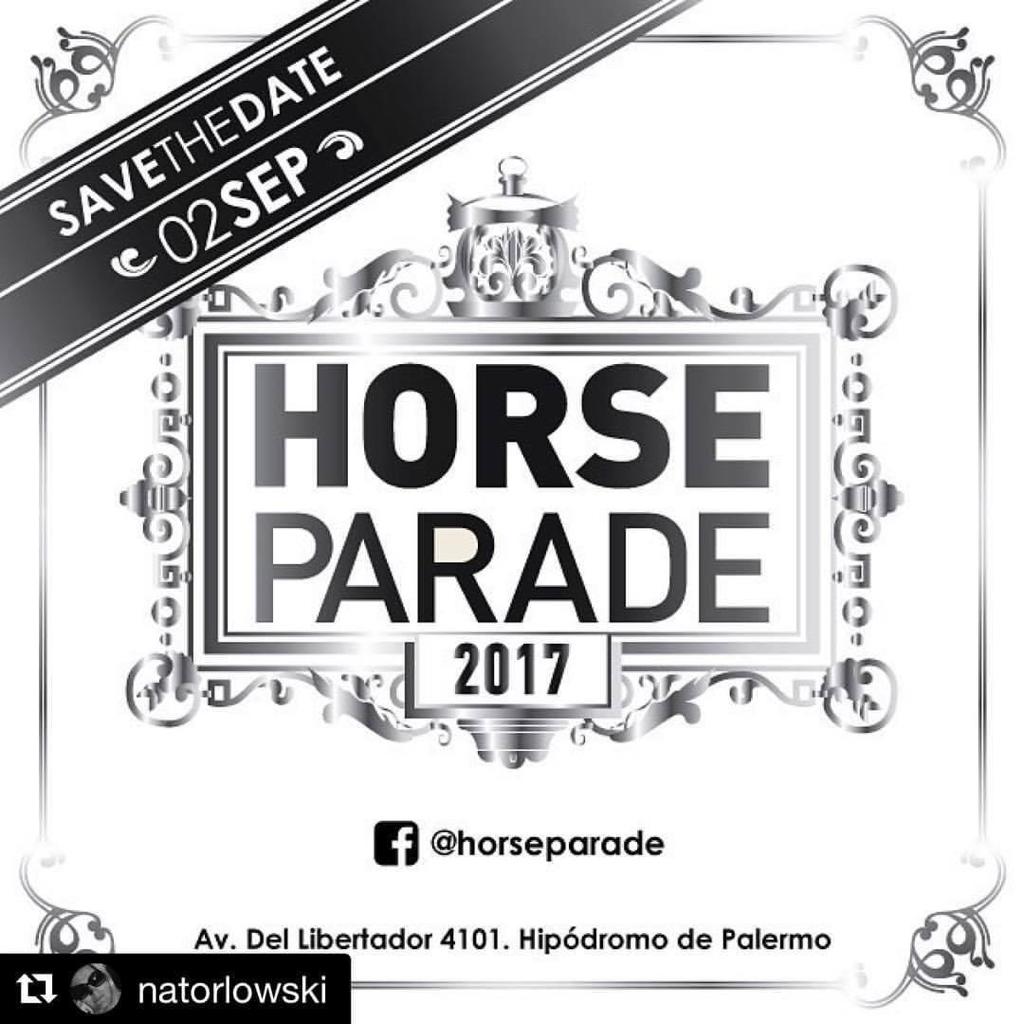 SAVETHEDATE
02SEP
HORSE
PARADE
2017
@horseparade
Av. Del Libertador 4101. Hipódromo de Palermo
natorlowski